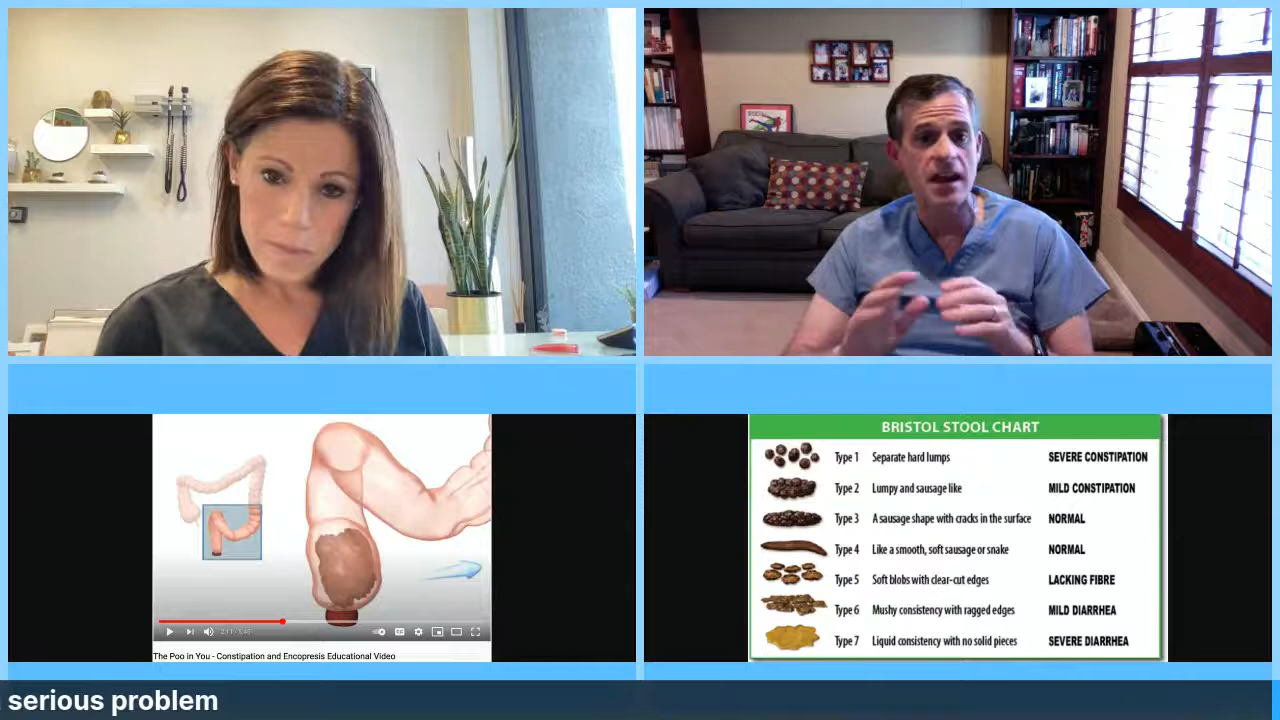 The Poo in You - Constipation and Encopresis Educational Video
BRISTOL STOOL CHART
Type 1 Separate hard lumps SEVERE CONSTIPATION
Type 2 Lumpy and sausage like MILD CONSTIPATION
Type 3 A sausage shape with cracks in the surface NORMAL
Type 4 Like a smooth, soft sausage or snake NORMAL
Type 5 Soft blobs with clear-cut edges LACKING FIBRE
Type 6 Mushy consistency with ragged edges MILD DIARRHEA
Type 7 Liquid consistency with no solid pieces SEVERE DIARRHEA
serious problem